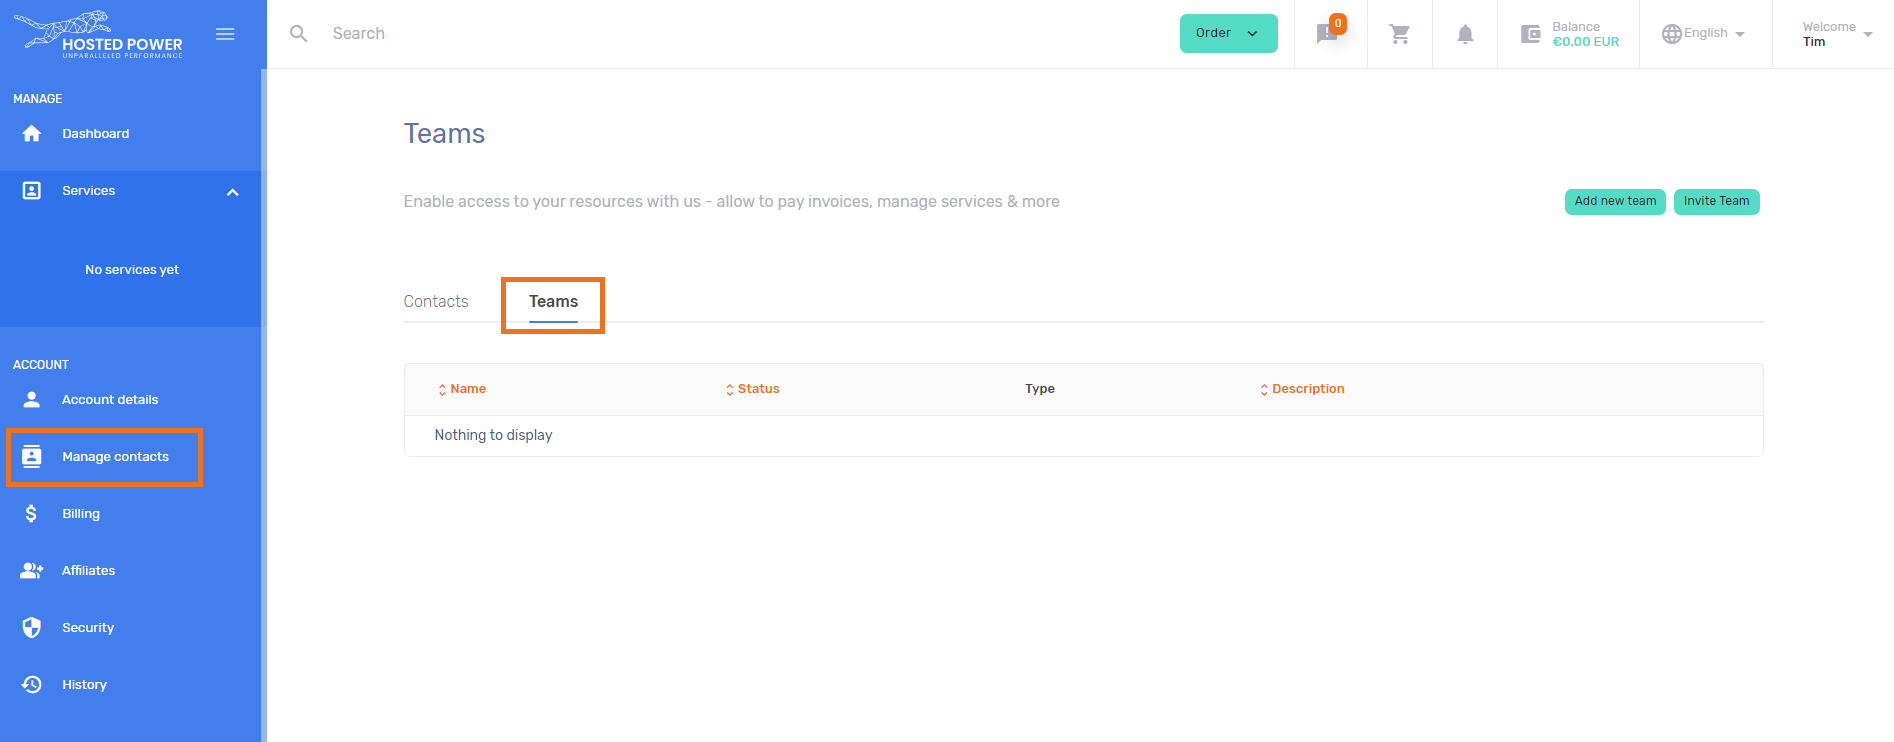 HOSTED POWER
UNPARALLELED PERFORMANCE
Search
Order
0
Balance
€0.00 EUR
English
Welcome
Tim
MANAGE
Dashboard
Services
No services yet
ACCOUNT
Account details
Manage contacts
Billing
Affiliates
Security
History
Teams
Enable access to your resources with us - allow to pay invoices, manage services & more
Add new team
Invite Team
Contacts
Teams
Name Status Type Description
Nothing to display